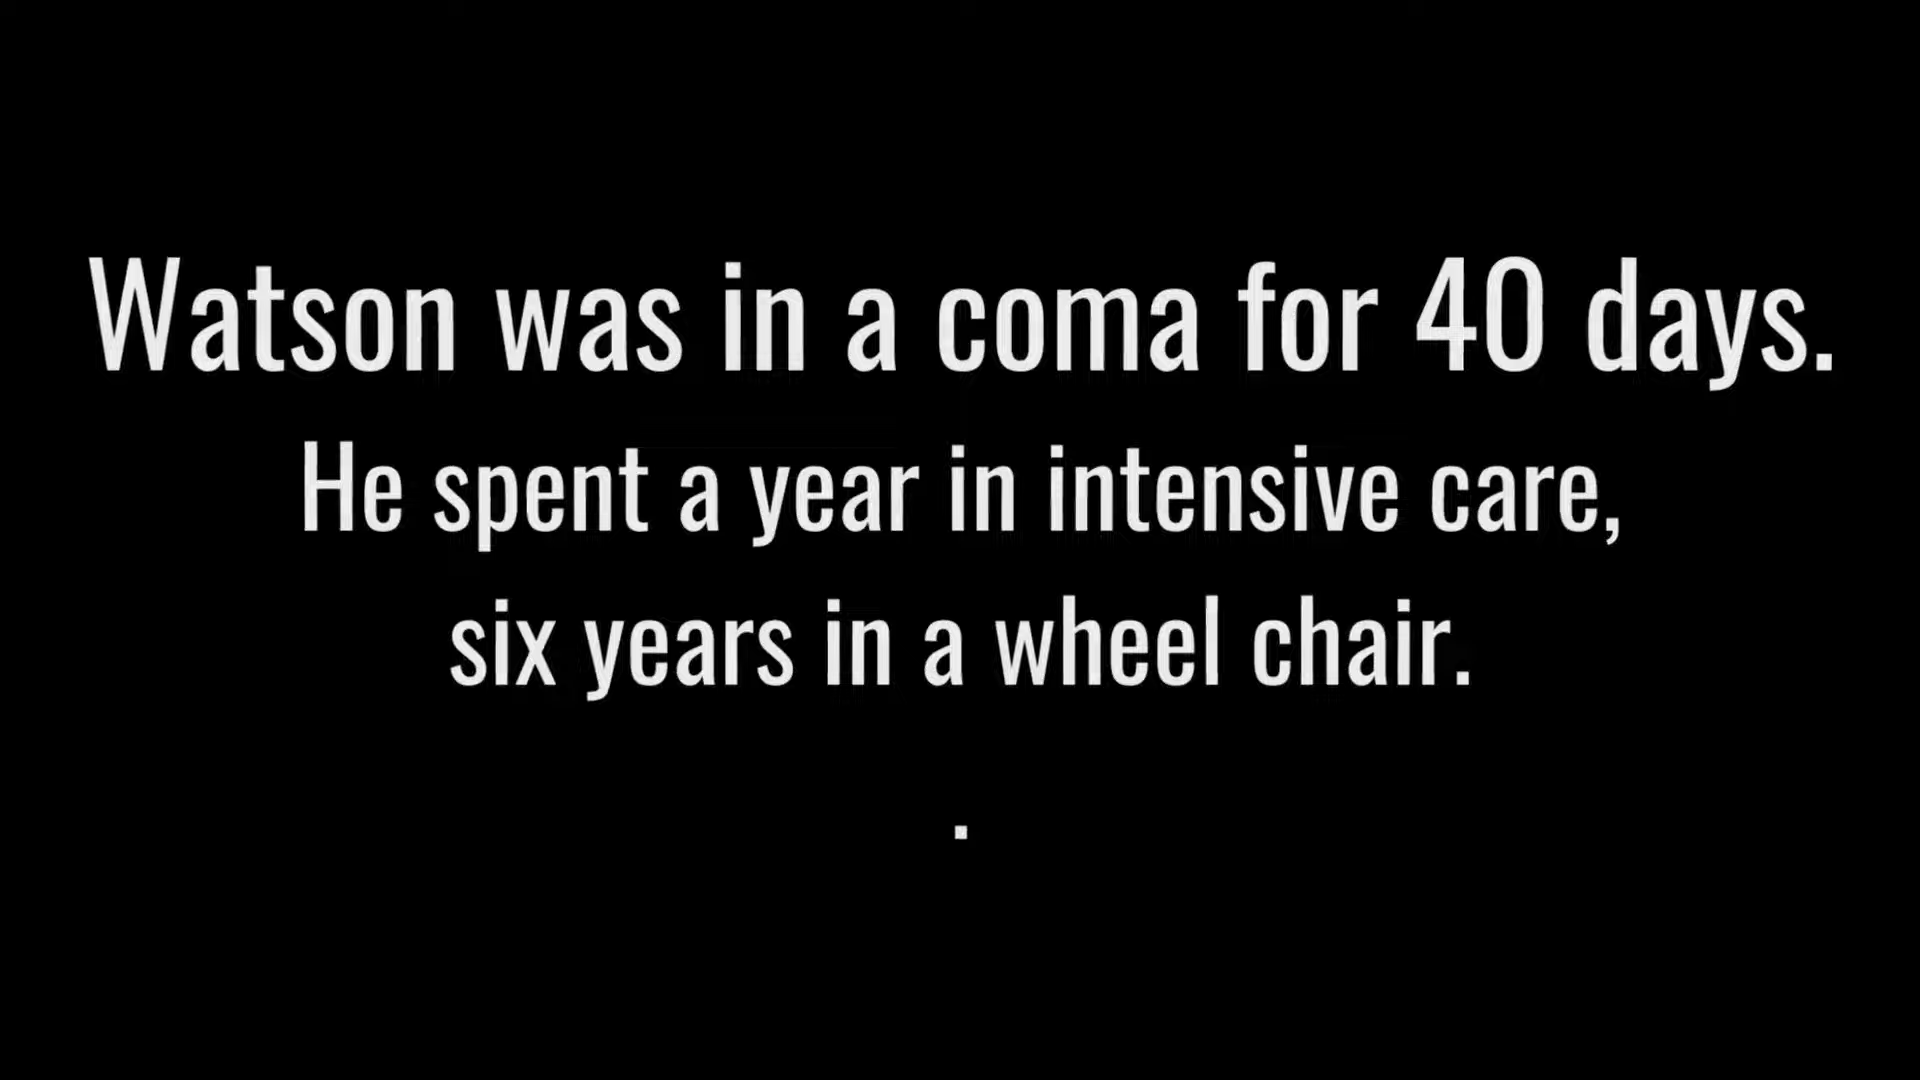 Watson was in a coma for 40 days.
He spent a year in intensive care,
six years in a wheel chair.
.